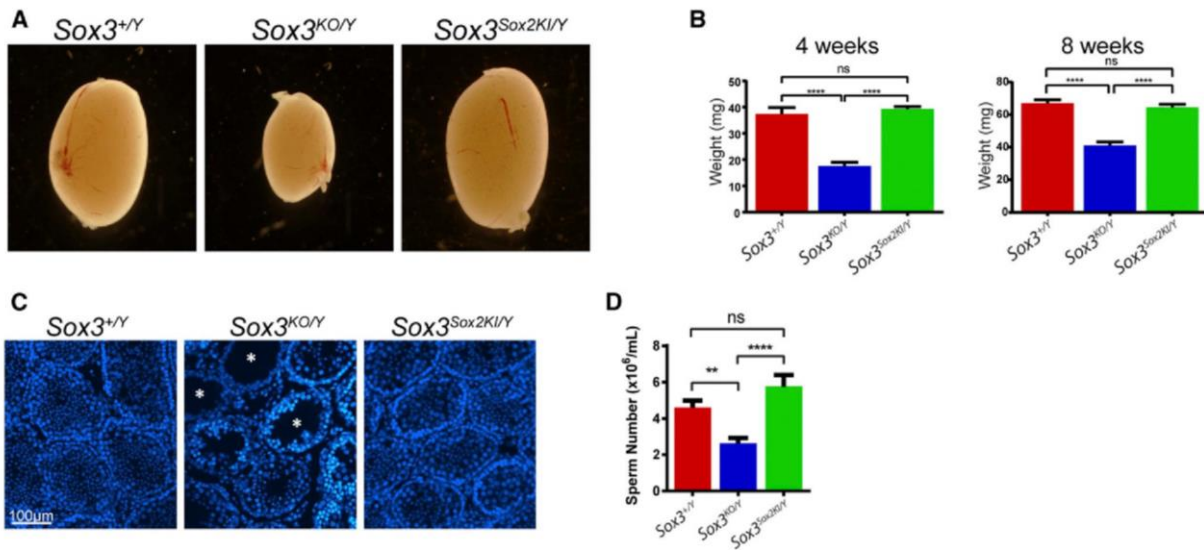 A
Sox3+/Y
Sox3KO/Y
Sox3Sox2KI/Y
B
4 weeks
ns
****
****
Weight (mg)
50
40
30
20
10
0
Sox3+/Y
Sox3KO/Y
Sox3Sox2KI/Y
8 weeks
ns
****
****
Weight (mg)
80
60
40
20
0
Sox3+/Y
Sox3KO/Y
Sox3Sox2KI/Y
C
Sox3+/Y
Sox3KO/Y
Sox3Sox2KI/Y
*
*
*
100µm
D
ns
**
****
Sperm Number (x10⁶/mL)
8
6
4
2
0
Sox3+/Y
Sox3KO/Y
Sox3Sox2KI/Y